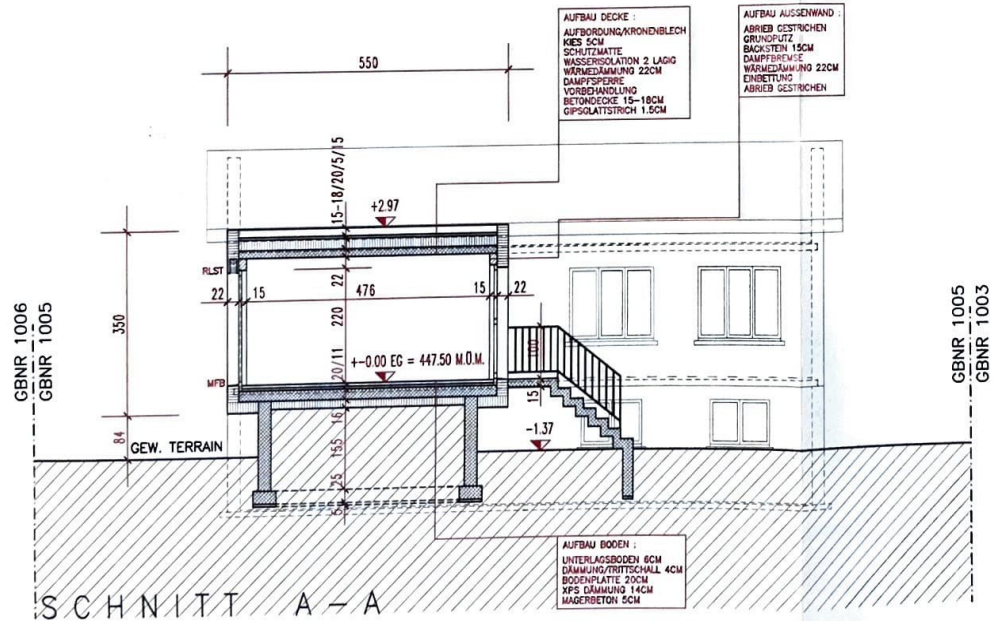 AUFBAU DECKE :
AUFBORDUNG/KRONENBLECH
KIES 5CM
SCHUTZMATTE
WASSERISOLATION 2 LAGIG
WÄRMEDÄMMUNG 22CM
DAMPFSPERRE
VORBEHANDLUNG
BETONDECKE 15-18CM
GIPSGLATTSTRICH 1.5CM
AUFBAU AUSSENWAND :
ABRIEB GESTRICHEN
GRUNDPUTZ
BACKSTEIN 15CM
DAMPFBREMSE
WÄRMEDÄMMUNG 22CM
EINBETTUNG
ABRIEB GESTRICHEN
550
15-18/20/5/15
+2.97
RLST
22
22 15 476 15 22
350
220
+-0.00 EG = 447.50 M.Ü.M.
20/11
MFB
100
15
16
84
GEW. TERRAIN
-1.37
155
25
5
GBNR 1006
GBNR 1005
GBNR 1005
GBNR 1003
AUFBAU BODEN :
UNTERLAGSBODEN 6CM
DÄMMUNG/TRITTSCHALL 4CM
BODENPLATTE 20CM
XPS DÄMMUNG 14CM
MAGERBETON 5CM
SCHNITT A-A